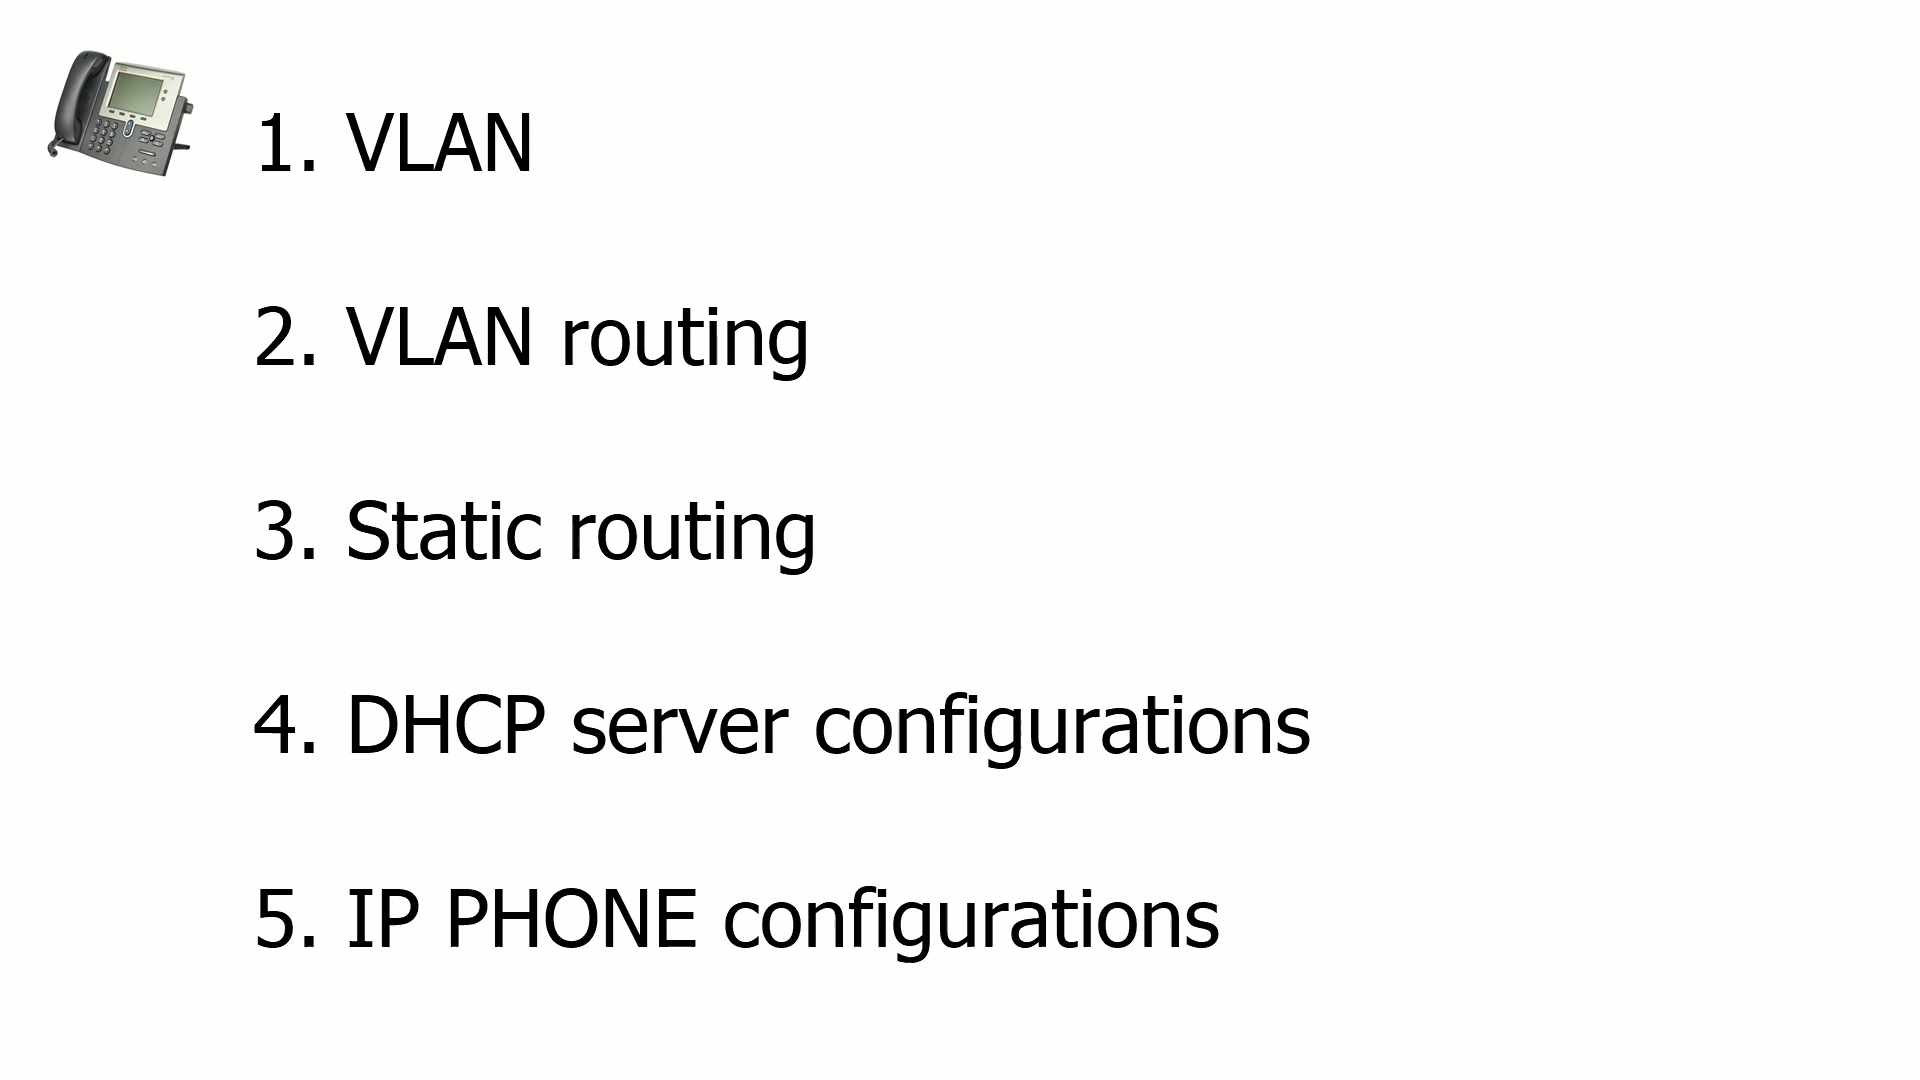 1. VLAN
2. VLAN routing
3. Static routing
4. DHCP server configurations
5. IP PHONE configurations